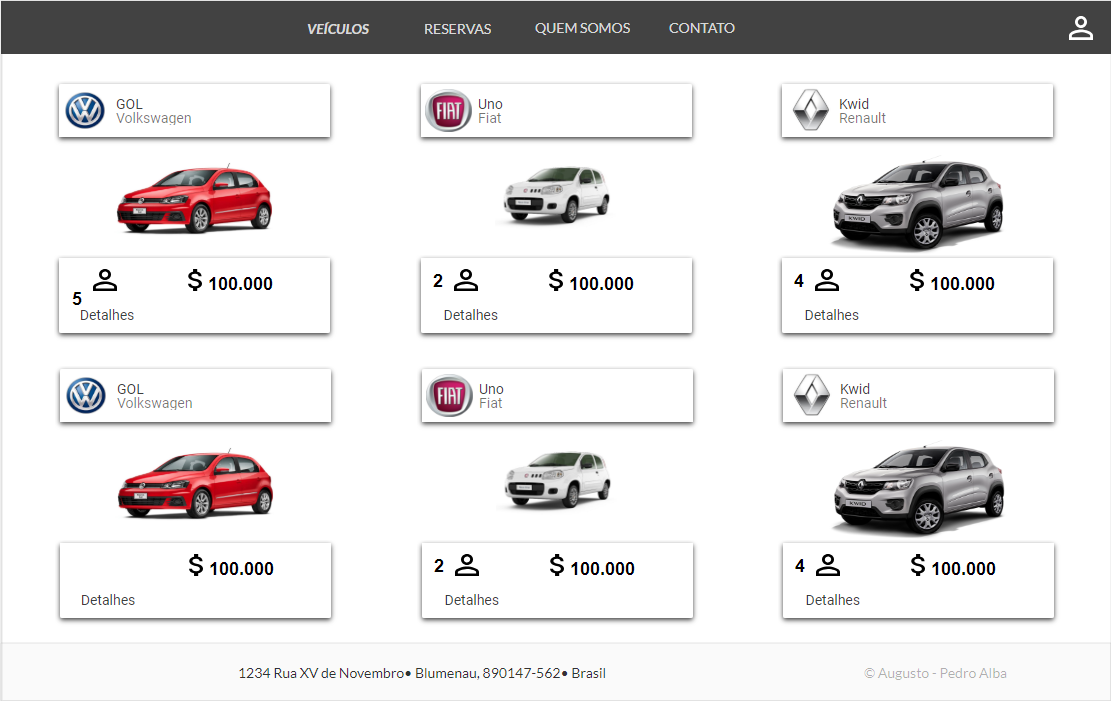 VEÍCULOS RESERVAS QUEM SOMOS CONTATO
GOL
Volkswagen
FIAT
Uno
Fiat
Kwid
Renault
KWID
5
$ 100.000
Detalhes
2
$ 100.000
Detalhes
4
$ 100.000
Detalhes
GOL
Volkswagen
FIAT
Uno
Fiat
Kwid
Renault
KWID
$ 100.000
Detalhes
2
$ 100.000
Detalhes
4
$ 100.000
Detalhes
1234 Rua XV de Novembro• Blumenau, 890147-562• Brasil
© Augusto - Pedro Alba